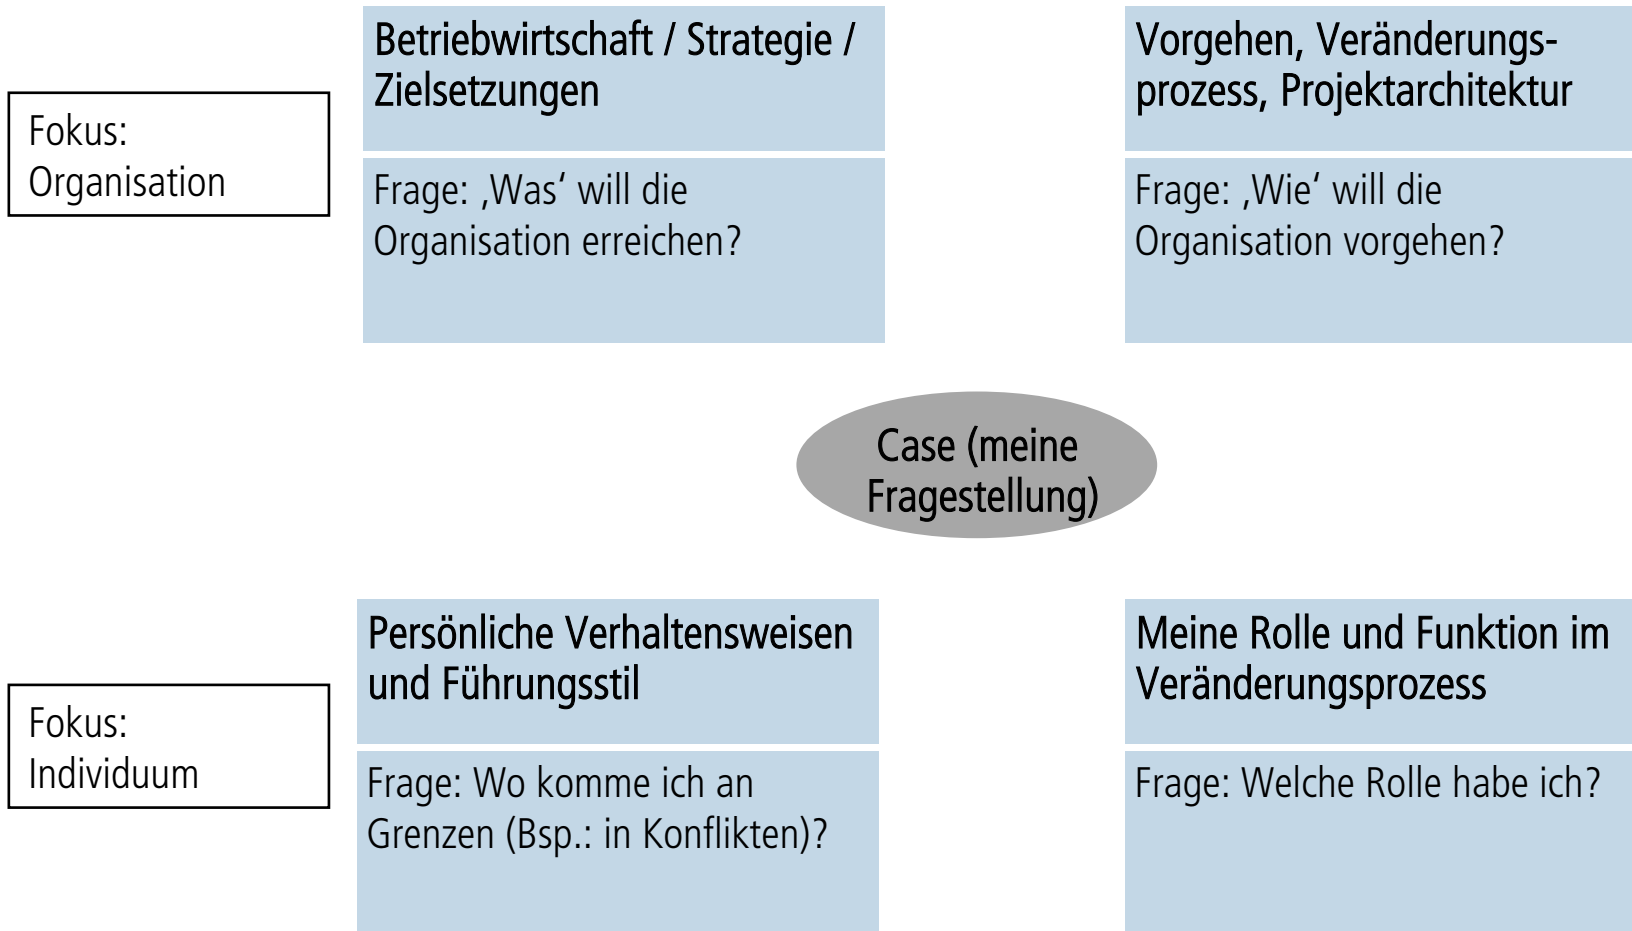 Fokus:
Organisation
Betriebwirtschaft / Strategie /
Zielsetzungen
Frage: ‚Was‘ will die
Organisation erreichen?
Vorgehen, Veränderungs-
prozess, Projektarchitektur
Frage: ‚Wie‘ will die
Organisation vorgehen?
Case (meine
Fragestellung)
Fokus:
Individuum
Persönliche Verhaltensweisen
und Führungsstil
Frage: Wo komme ich an
Grenzen (Bsp.: in Konflikten)?
Meine Rolle und Funktion im
Veränderungsprozess
Frage: Welche Rolle habe ich?